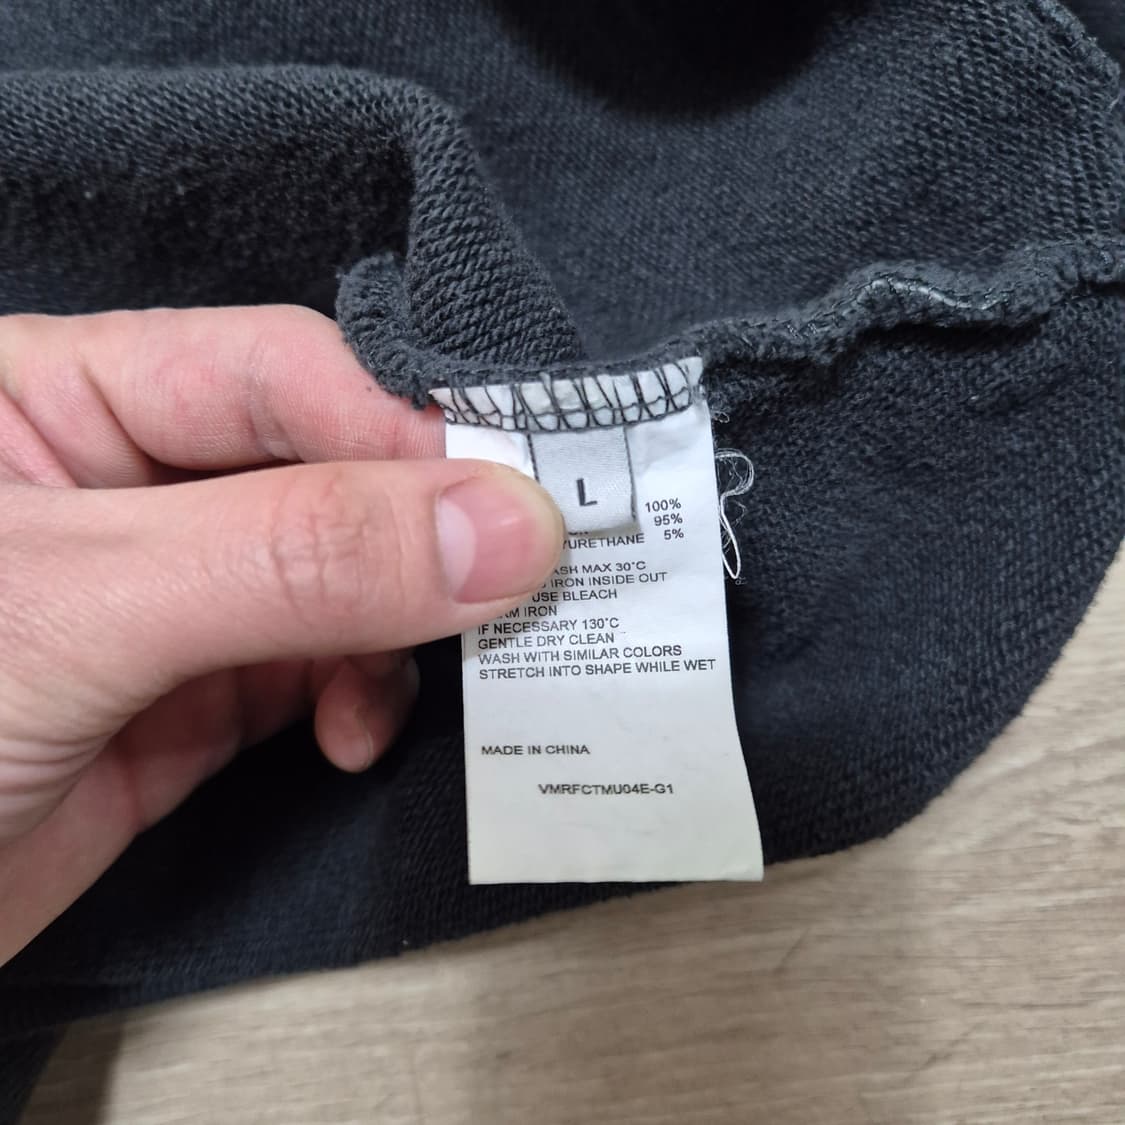 L
100%
95%
5%
ASH MAX 30°C
IRON INSIDE OUT
USE BLEACH
IRON
IF NECESSARY 130°C
GENTLE DRY CLEAN
WASH WITH SIMILAR COLORS
STRETCH INTO SHAPE WHILE WET
MADE IN CHINA
VMRFCTMU04E-G1